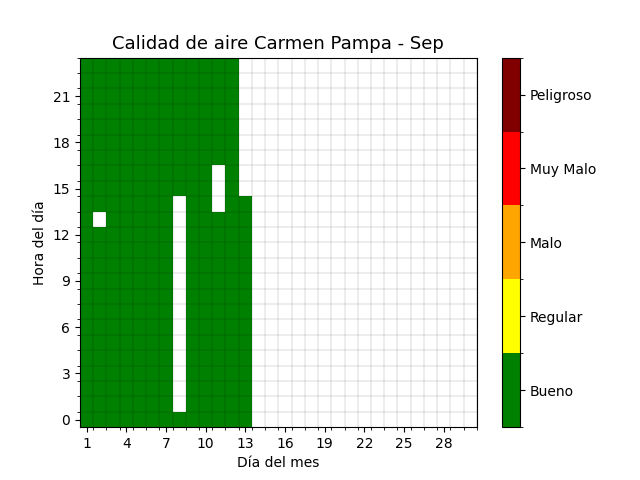 Calidad de aire Carmen Pampa - Sep
Hora del día
21
18
15
12
9
6
3
0
1 4 7 10 13 16 19 22 25 28
Día del mes
Peligroso
Muy Malo
Malo
Regular
Bueno